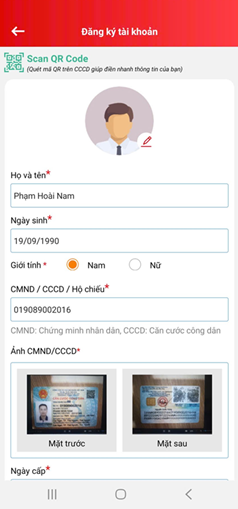 Đăng ký tài khoản
Scan QR Code
(Quét mã QR trên CCCD giúp điền nhanh thông tin của bạn)
Họ và tên*
Phạm Hoài Nam
Ngày sinh*
19/09/1990
Giới tính * Nam Nữ
CMND / CCCD / Hộ chiếu*
019089002016
CMND: Chứng minh nhân dân, CCCD: Căn cước công dân
Ảnh CMND/CCCD*
Mặt trước Mặt sau
Ngày cấp*